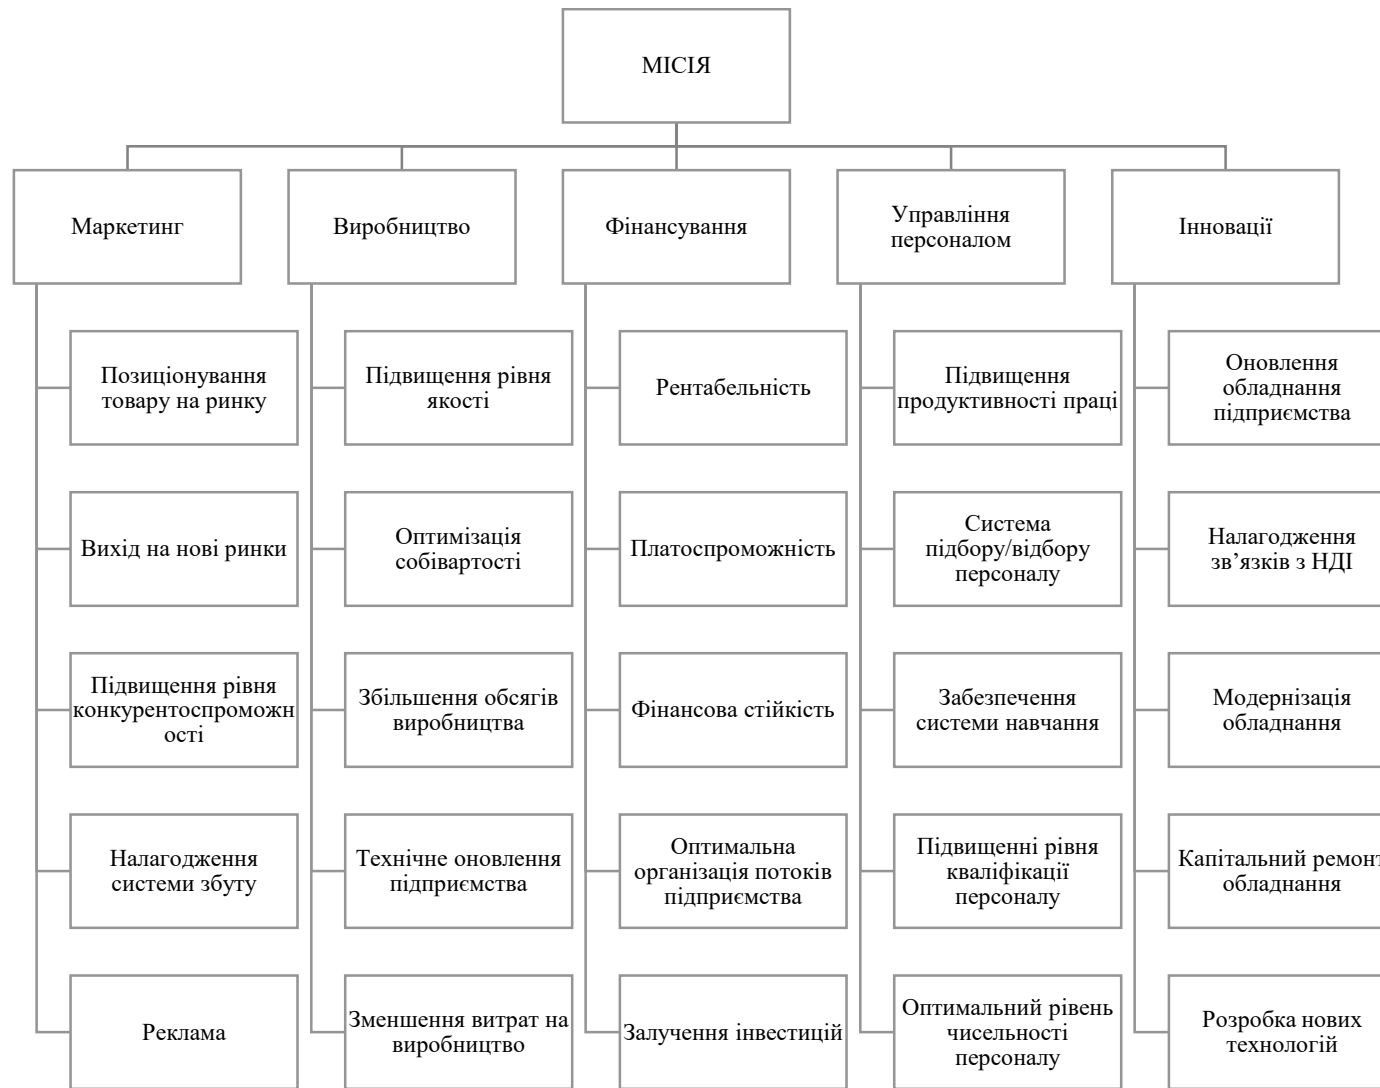 МІСІЯ
Маркетинг
Виробництво
Фінансування
Управління
персоналом
Інновації
Позиціонування
товару на ринку
Підвищення рівня
якості
Рентабельність
Підвищення
продуктивності праці
Оновлення
обладнання
підприємства
Вихід на нові ринки
Оптимізація
собівартості
Платоспроможність
Система
підбору/відбору
персоналу
Налагодження
зв’язків з НДІ
Підвищення рівня
конкурентоспроможн
ості
Збільшення обсягів
виробництва
Фінансова стійкість
Забезпечення
системи навчання
Модернізація
обладнання
Налагодження
системи збуту
Технічне оновлення
підприємства
Оптимальна
організація потоків
підприємства
Підвищенні рівня
кваліфікації
персоналу
Капітальний ремонт
обладнання
Реклама
Зменшення витрат на
виробництво
Залучення інвестицій
Оптимальний рівень
чисельності
персоналу
Розробка нових
технологій